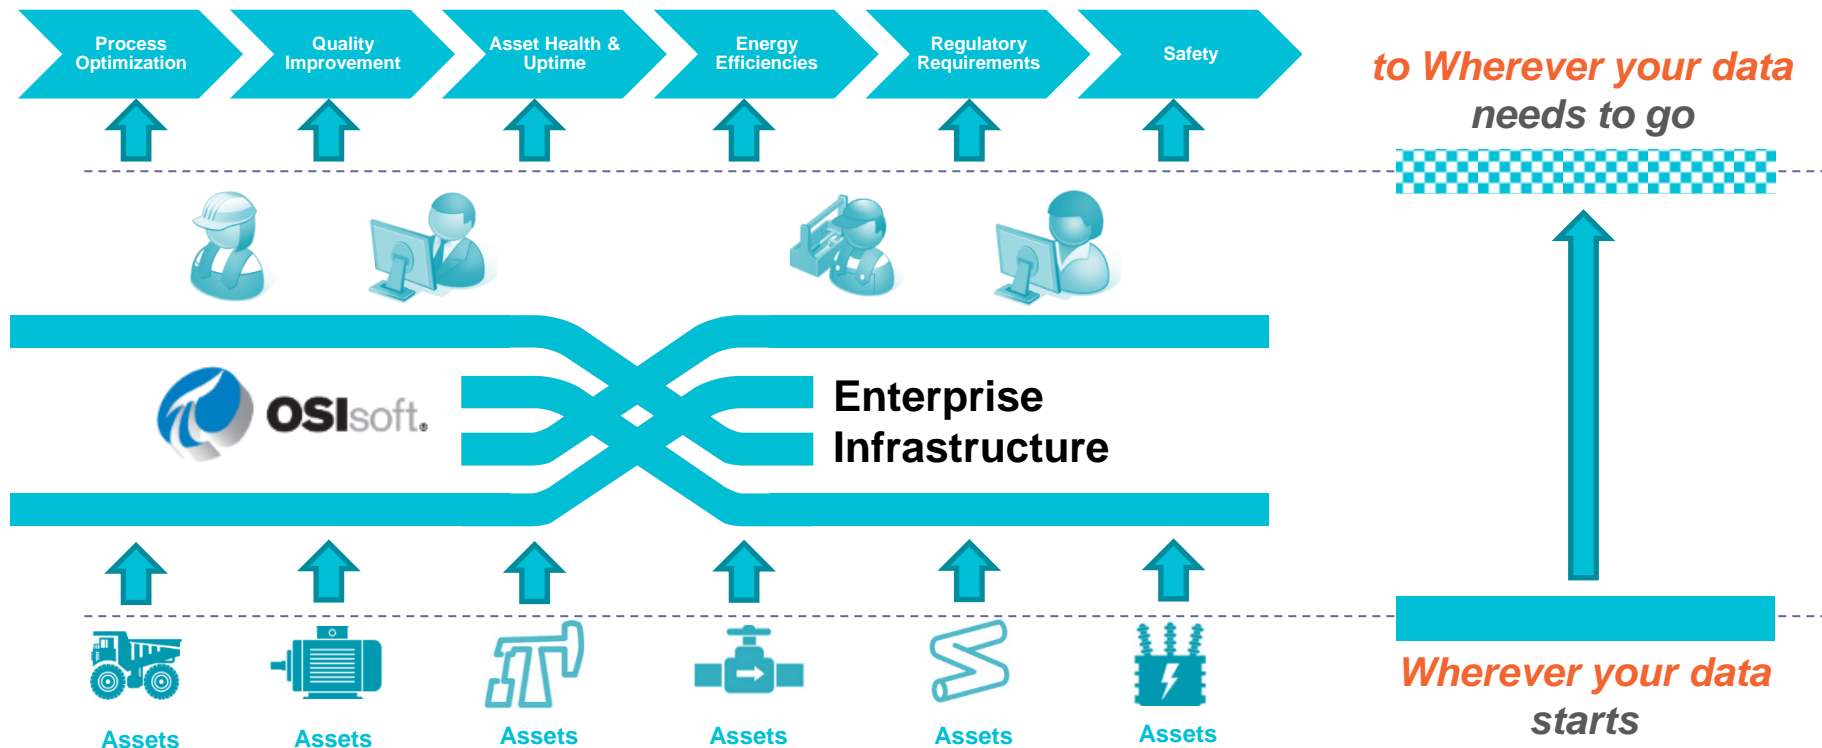 Process
Optimization
Quality
Improvement
Asset Health &
Uptime
Energy
Efficiencies
Regulatory
Requirements
Safety
to Wherever your data
needs to go
OSIsoft.
Enterprise
Infrastructure
Wherever your data
starts
Assets
Assets
Assets
Assets
Assets
Assets